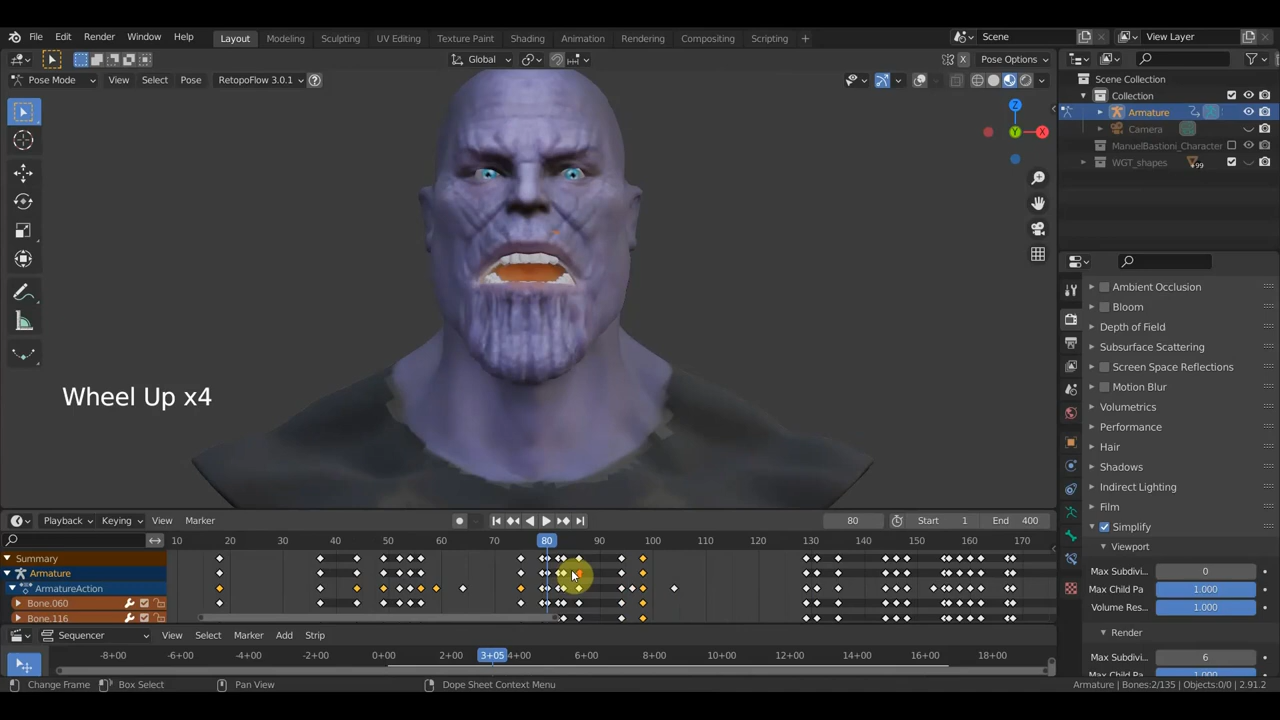 File Edit Render Window Help Layout Modeling Sculpting UV Editing Texture Paint Shading Animation Rendering Compositing Scripting + Scene View Layer
Global Pose Options
Pose Mode View Select Pose RetopoFlow 3.0.1 ?
Scene Collection
Collection
Armature
Camera
ManuelBastioni_Character
WGT_shapes +99
Z
Y
X
Ambient Occlusion
Bloom
Depth of Field
Subsurface Scattering
Screen Space Reflections
Motion Blur
Volumetrics
Performance
Hair
Shadows
Indirect Lighting
Film
Simplify
Viewport
Max Subdivi... 0
Max Child Pa 1.000
Volume Res... 1.000
Render
Max Subdivi... 6
Max Child Pa 1.000
Wheel Up x4
Playback Keying View Marker 80 Start 1 End 400
10 20 30 40 50 60 70 80 90 100 110 120 130 140 150 160 170
Summary
Armature
ArmatureAction
Bone.060
Bone.116
Sequencer View Select Marker Add Strip
-8+00 -6+00 -4+00 -2+00 0+00 2+00 3+05 4+00 6+00 8+00 10+00 12+00 14+00 16+00 18+00
Change Frame Box Select Pan View Dope Sheet Context Menu Armature | Bones:2/135 | Objects:0/0 | 2.91.2